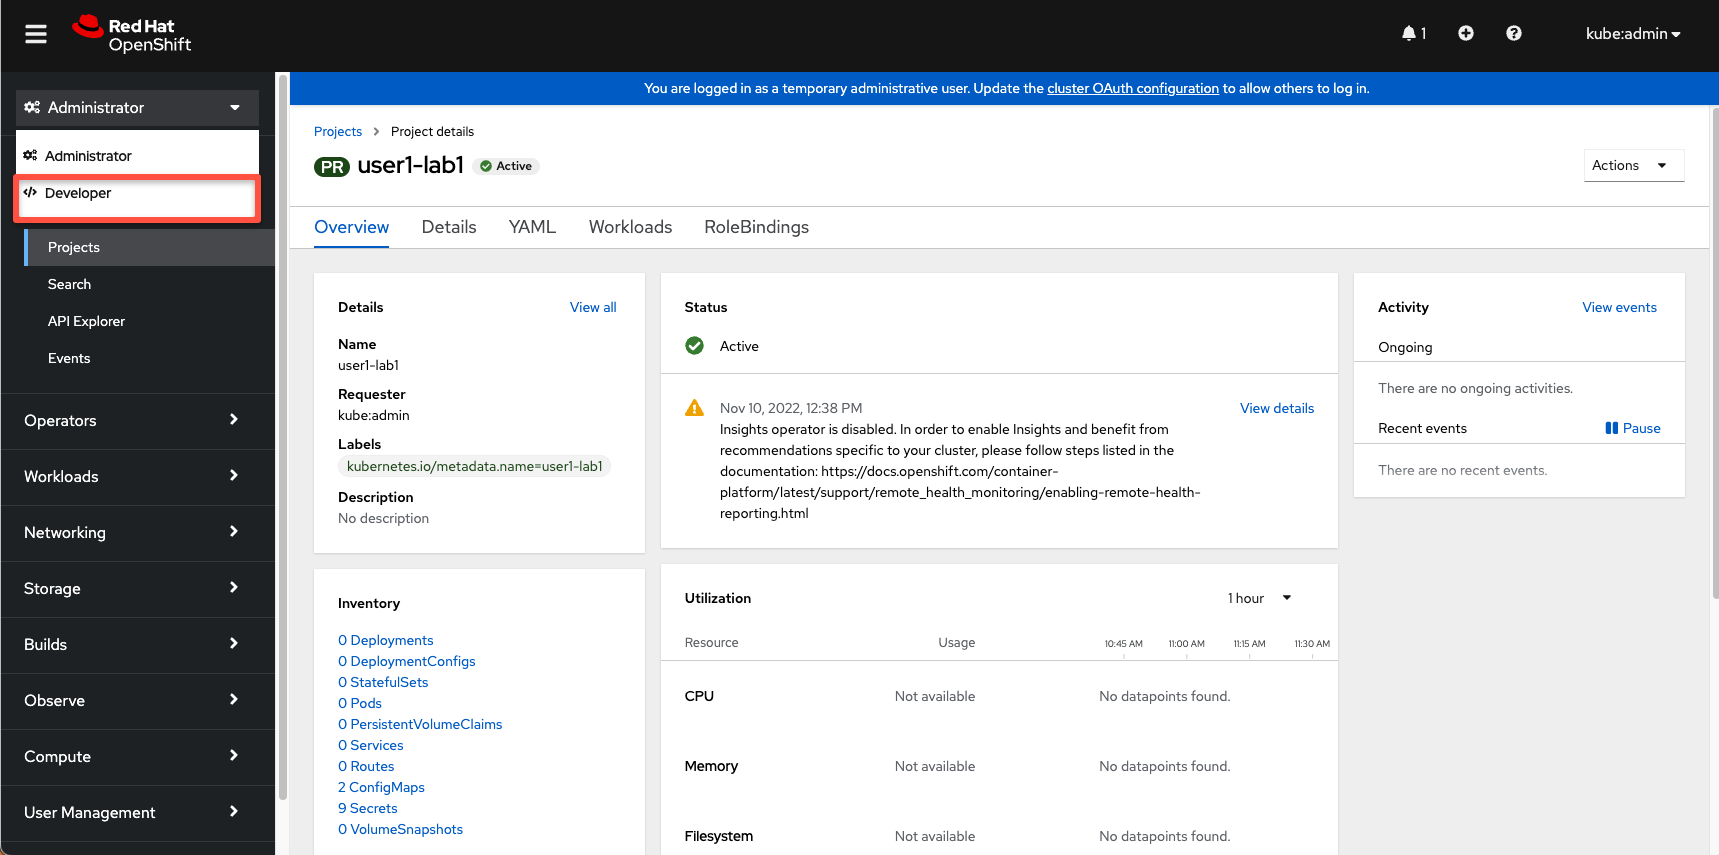 Red Hat
OpenShift
1
kube:admin
Administrator
Administrator
Developer
Projects
Search
API Explorer
Events
Operators
Workloads
Networking
Storage
Builds
Observe
Compute
User Management
You are logged in as a temporary administrative user. Update the cluster OAuth configuration to allow others to log in.
Projects > Project details
PR user1-lab1 Active
Actions
Overview Details YAML Workloads RoleBindings
Details View all
Name
user1-lab1
Requester
kube:admin
Labels
kubernetes.io/metadata.name=user1-lab1
Description
No description
Inventory
0 Deployments
0 DeploymentConfigs
0 StatefulSets
0 Pods
0 PersistentVolumeClaims
0 Services
0 Routes
2 ConfigMaps
9 Secrets
0 VolumeSnapshots
Status
Active
Nov 10, 2022, 12:38 PM View details
Insights operator is disabled. In order to enable Insights and benefit from
recommendations specific to your cluster, please follow steps listed in the
documentation: https://docs.openshift.com/container-
platform/latest/support/remote_health_monitoring/enabling-remote-health-
reporting.html
Utilization 1 hour
Resource Usage 10:45 AM 11:00 AM 11:15 AM 11:30 AM
CPU Not available No datapoints found.
Memory Not available No datapoints found.
Filesystem Not available No datapoints found.
Activity View events
Ongoing
There are no ongoing activities.
Recent events Pause
There are no recent events.